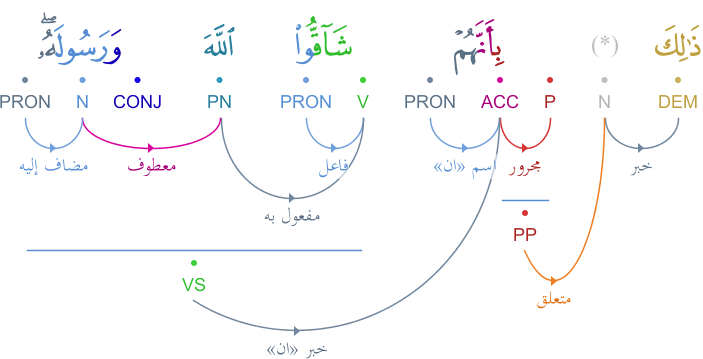 ذَٰلِكَ (*) بِأَنَّهُمْ شَآقُّوا۟ ٱللَّهَ وَرَسُولَهُۥۖ
DEM N P ACC PRON V PRON PN CONJ N PRON
خبر مجرور اسم «ان» فاعل معطوف مضاف إليه
مفعول به
PP
متعلق
VS
خبر «ان»